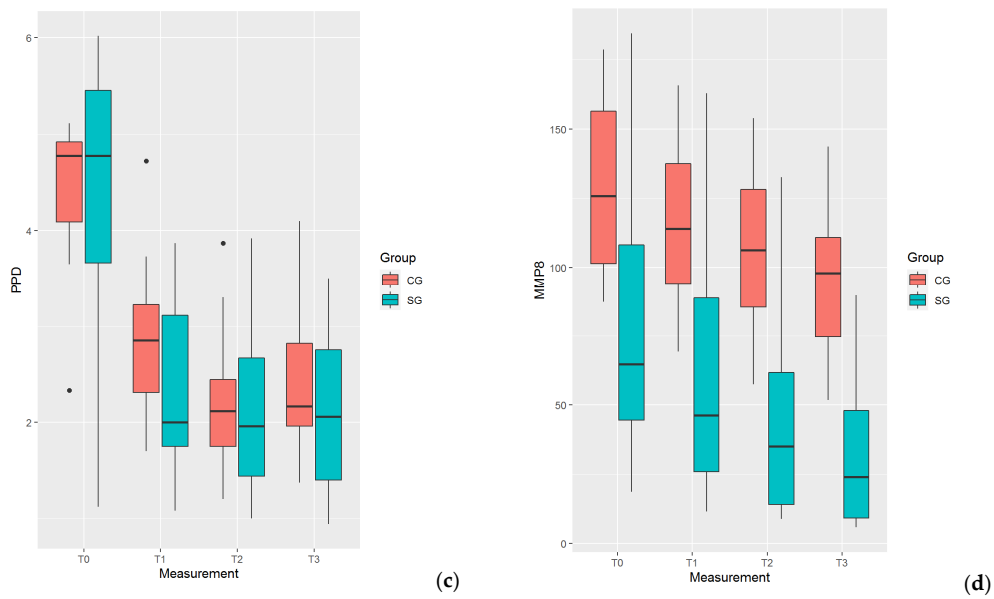 6
4
2
PPD
T0
T1
T2
T3
Measurement
Group
CG
SG
(c)
150
100
50
0
MMP8
T0
T1
T2
T3
Measurement
Group
CG
SG
(d)